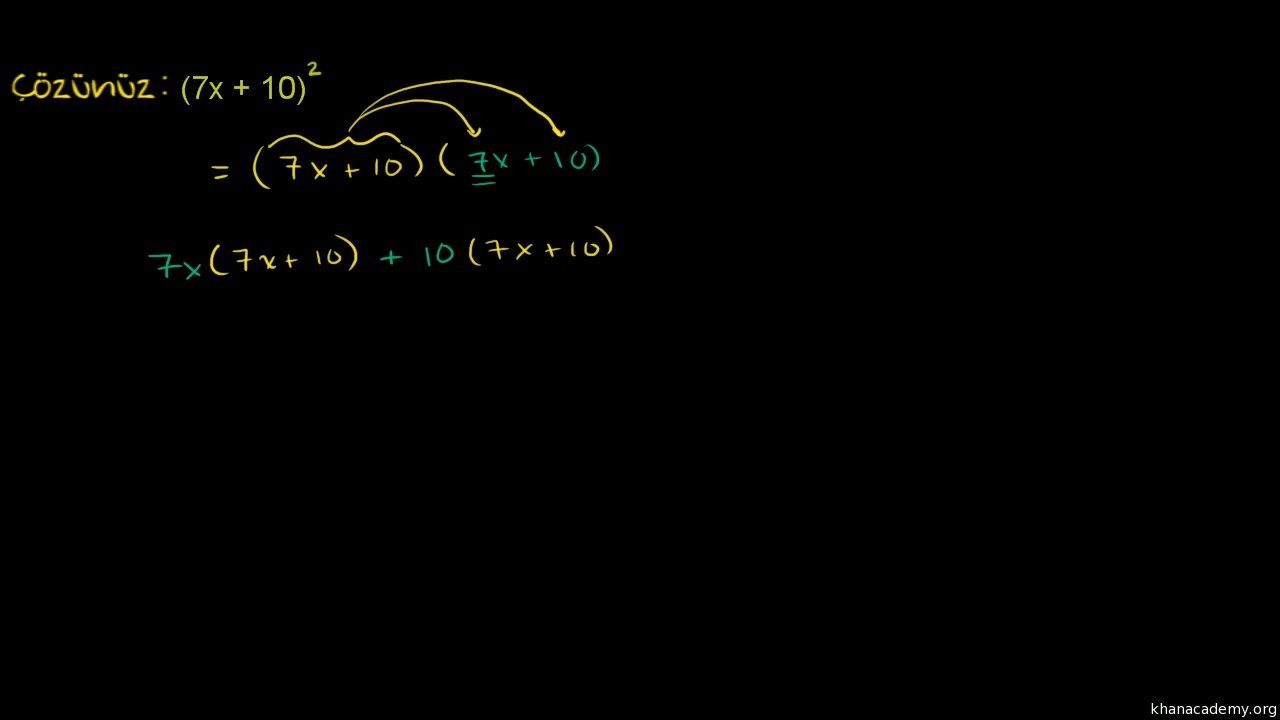 Çözünüz: (7x + 10)²
= (7x + 10)(7x + 10)
7x(7x + 10) + 10(7x + 10)
khanacademy.org